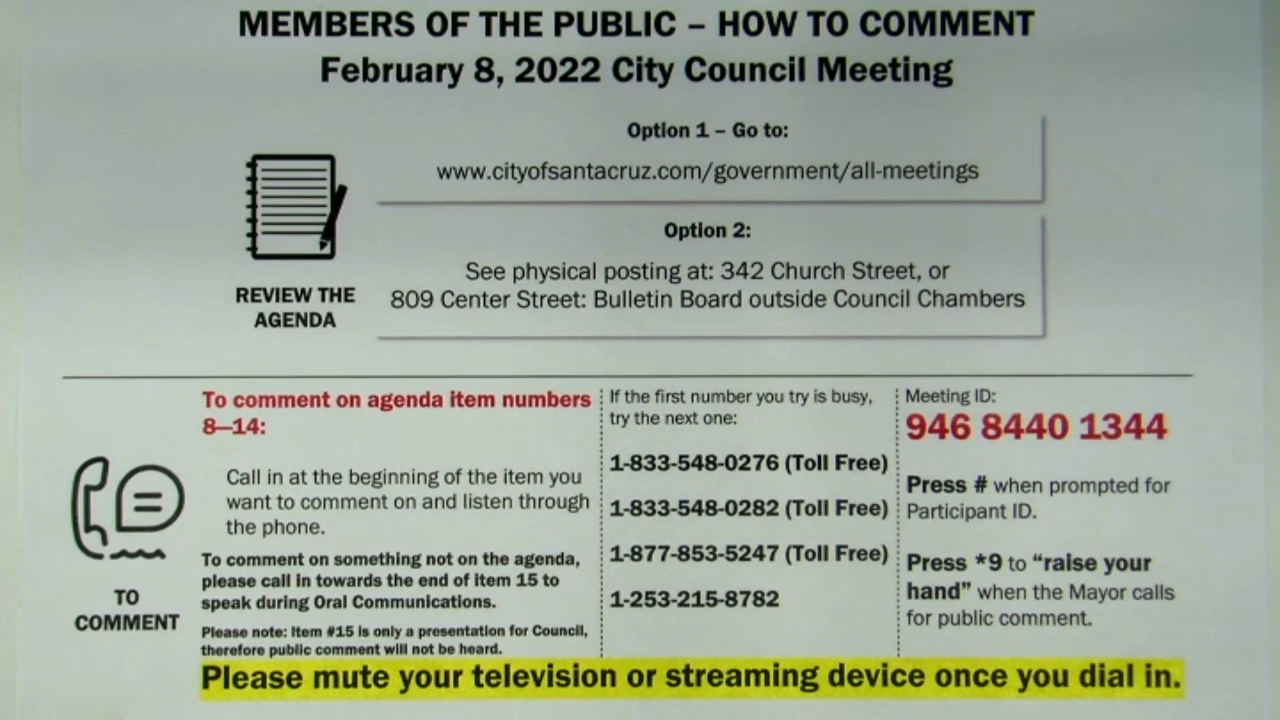 MEMBERS OF THE PUBLIC – HOW TO COMMENT
February 8, 2022 City Council Meeting
Option 1 – Go to:
www.cityofsantacruz.com/government/all-meetings
Option 2:
See physical posting at: 342 Church Street, or
809 Center Street: Bulletin Board outside Council Chambers
REVIEW THE
AGENDA
To comment on agenda item numbers
8—14:
Call in at the beginning of the item you
want to comment on and listen through
the phone.
To comment on something not on the agenda,
please call in towards the end of Item 15 to
speak during Oral Communications.
Please note: Item #15 is only a presentation for Council,
therefore public comment will not be heard.
TO
COMMENT
If the first number you try is busy,
try the next one:
1-833-548-0276 (Toll Free)
1-833-548-0282 (Toll Free)
1-877-853-5247 (Toll Free)
1-253-215-8782
Meeting ID:
946 8440 1344
Press # when prompted for
Participant ID.
Press *9 to “raise your
hand” when the Mayor calls
for public comment.
Please mute your television or streaming device once you dial in.